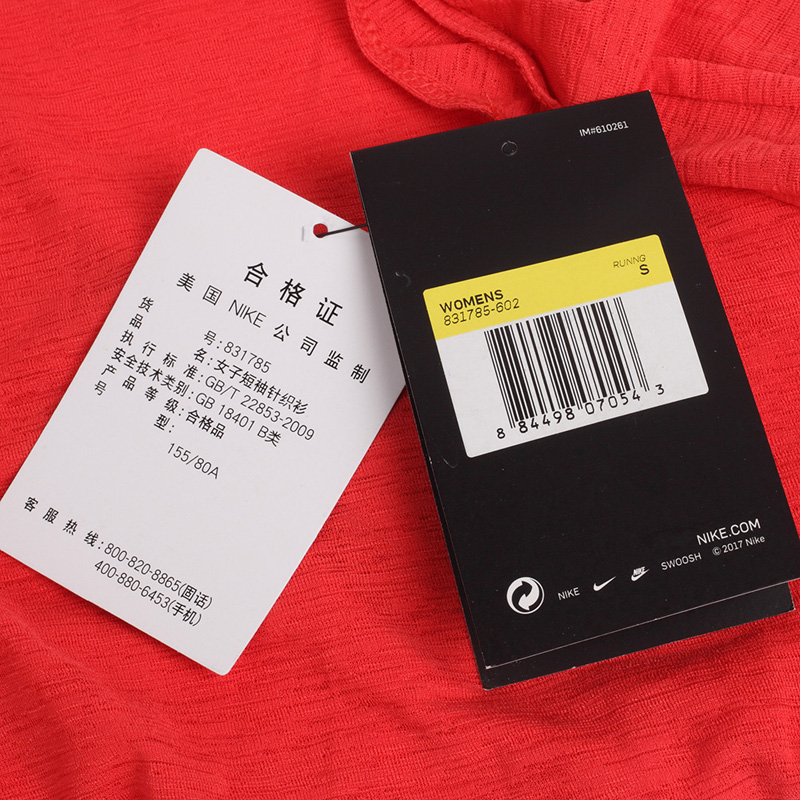 合格证
美国NIKE公司监制
货号:831785
品名:女子短袖针织衫
执行标准:GB/T 22853-2009
安全技术类别:GB 18401 B类
产品等级:合格品
号型:
155/80A
客服热线:800-820-8865(固话)
400-880-6453(手机)
IM#610261
RUNNG
S
WOMENS
831785-602
8 84498 07054 3
NIKE.COM
NIKE SWOOSH © 2017 Nike